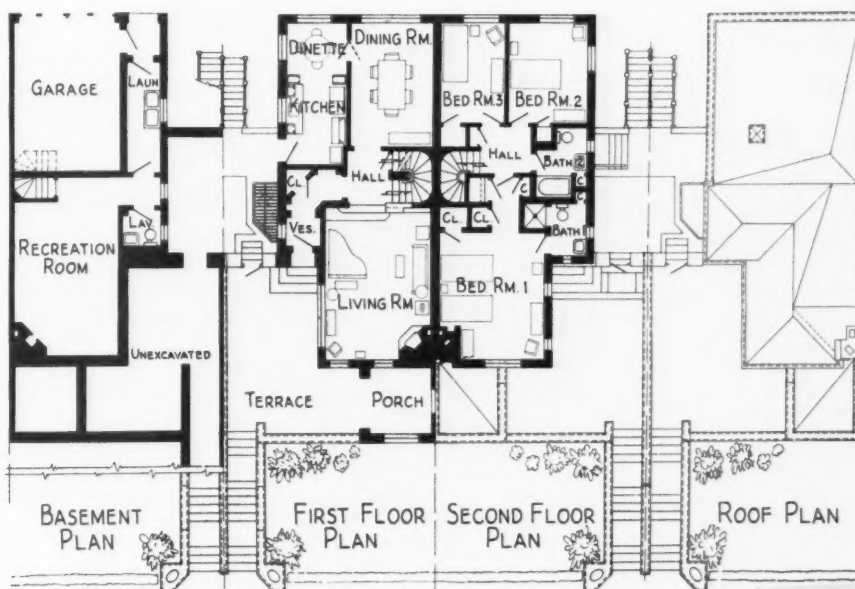 GARAGE
LAUN
LAV
RECREATION
ROOM
UNEXCAVATED
BASEMENT
PLAN
DINETTE
DINING RM.
KITCHEN
HALL
CL.
VES.
LIVING RM
TERRACE
PORCH
FIRST FLOOR
PLAN
BED RM. 3
BED RM. 2
HALL
BATH 2
C
C
C
CL.
CL.
BATH 1
BED RM. 1
SECOND FLOOR
PLAN
ROOF PLAN